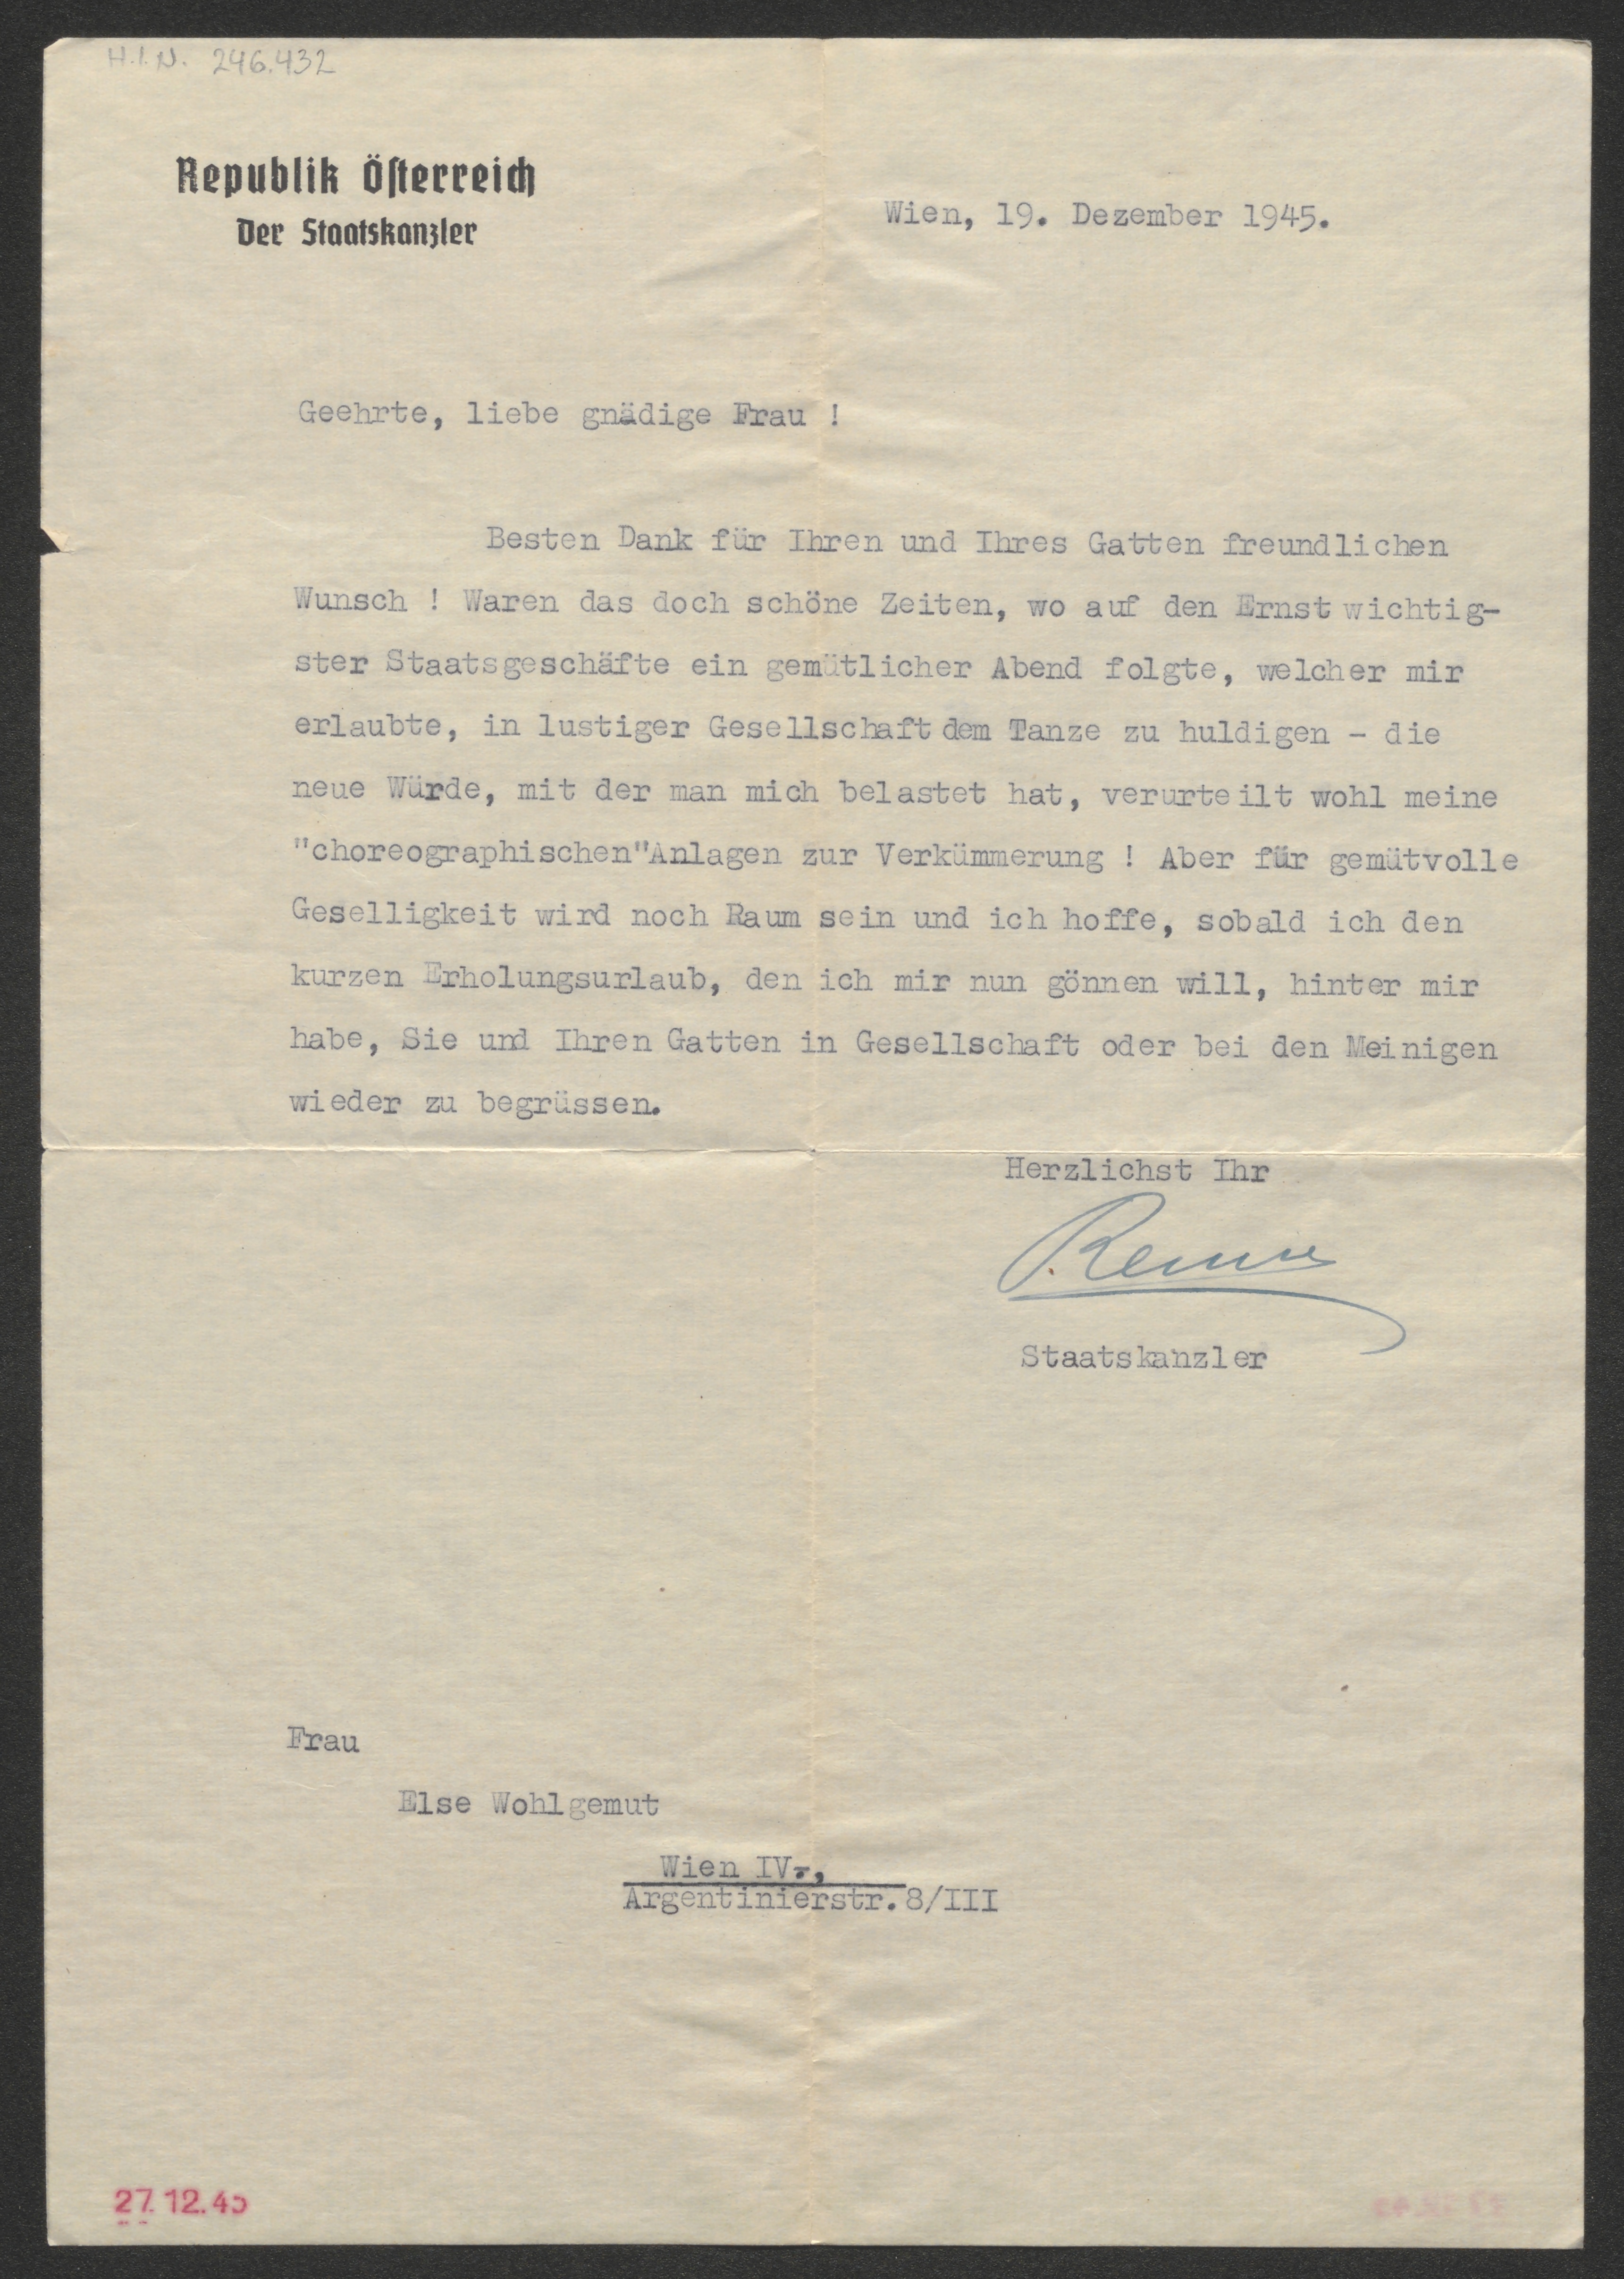 H.I.N. 246.432
Republik Öſterreich
Der Staatskanzler
Wien, 19. Dezember 1945.
Geehrte, liebe gnädige Frau !
Besten Dank für Ihren und Ihres Gatten freundlichen
Wunsch ! Waren das doch schöne Zeiten, wo auf den Ernst wichtig-
ster Staatsgeschäfte ein gemütlicher Abend folgte, welcher mir
erlaubte, in lustiger Gesellschaft dem Tanze zu huldigen - die
neue Würde, mit der man mich belastet hat, verurteilt wohl meine
"choreographischen"Anlagen zur Verkümmerung ! Aber für gemütvolle
Geselligkeit wird noch Raum sein und ich hoffe, sobald ich den
kurzen Erholungsurlaub, den ich mir nun gönnen will, hinter mir
habe, Sie und Ihren Gatten in Gesellschaft oder bei den Meinigen
wieder zu begrüssen.
Herzlichst Ihr
Renner
Staatskanzler
Frau
Else Wohlgemut
Wien IV.,
Argentinierstr.8/III
27.12.45